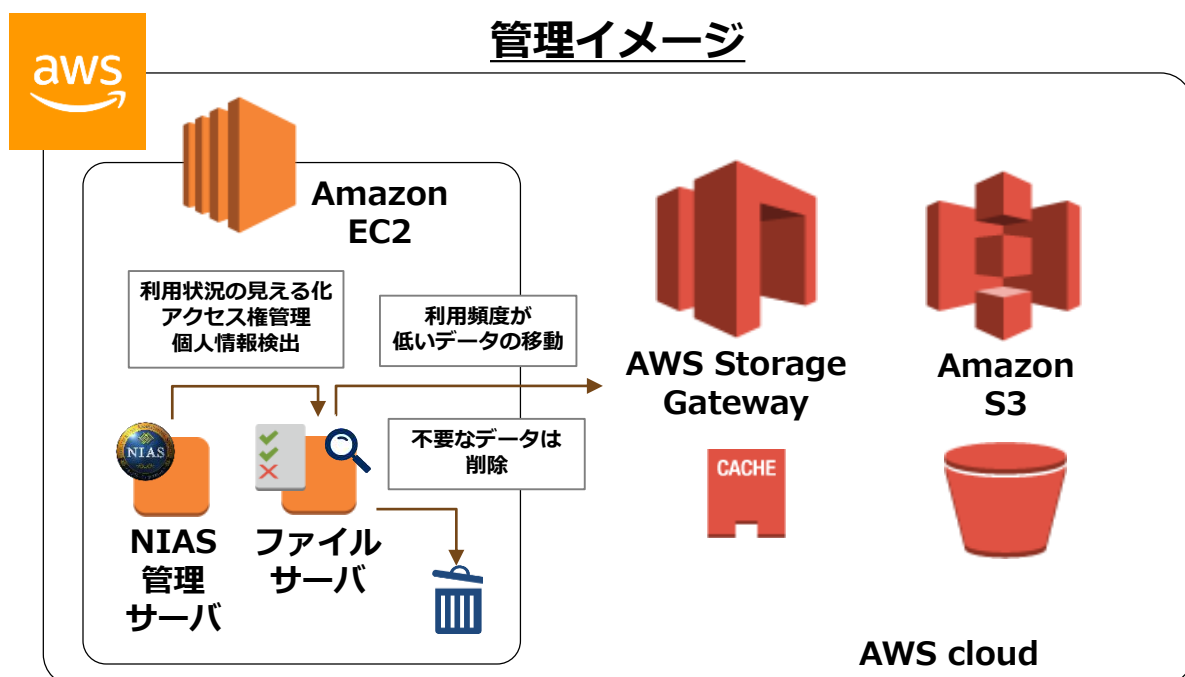 管理イメージ
aws
Amazon
EC2
利用状況の見える化
アクセス権管理
個人情報検出
利用頻度が
低いデータの移動
不要なデータは
削除
NIAS
NIAS
管理
サーバ
ファイル
サーバ
AWS Storage
Gateway
CACHE
Amazon
S3
AWS cloud